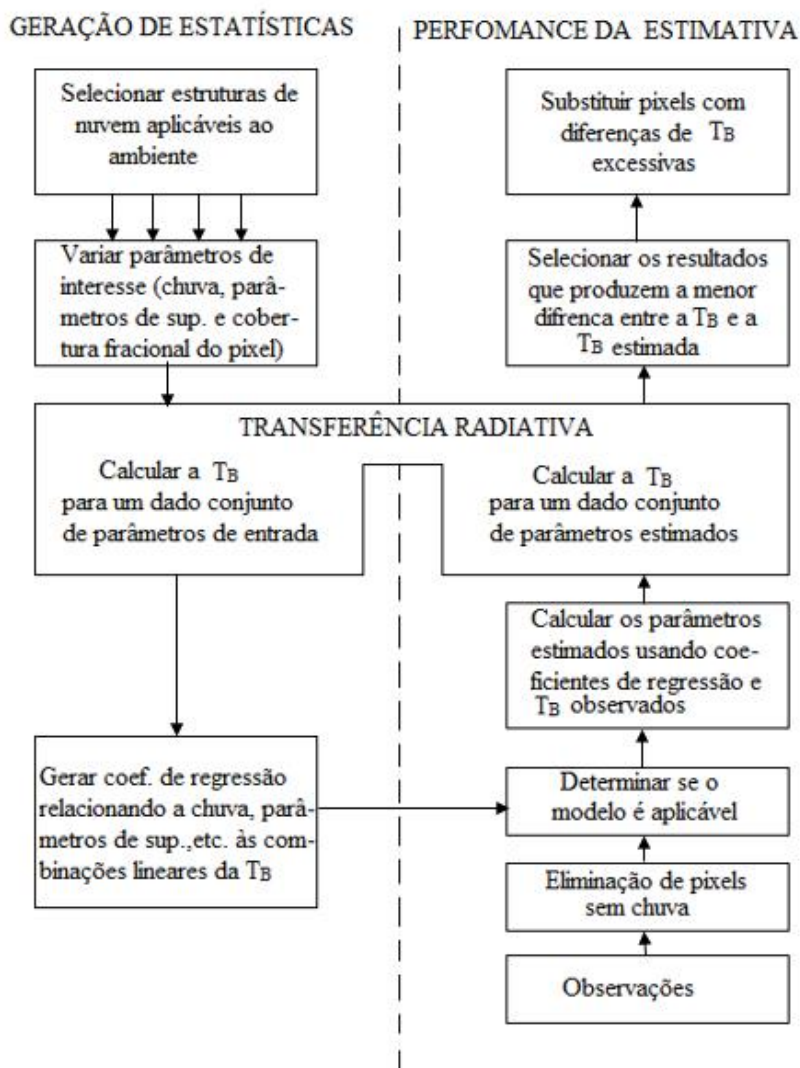 GERAÇÃO DE ESTATÍSTICAS
Selecionar estruturas de
nuvem aplicáveis ao
ambiente
Variar parâmetros de
interesse (chuva, parâ-
metros de sup. e cober-
tura fracional do pixel)
PERFOMANCE DA ESTIMATIVA
Substituir pixels com
diferenças de TB
excessivas
Selecionar os resultados
que produzem a menor
difrenca entre a TB e a
TB estimada
TRANSFERÊNCIA RADIATIVA
Calcular a TB
para um dado conjunto
de parâmetros de entrada
Calcular a TB
para um dado conjunto
de parâmetros estimados
Gerar coef. de regressão
relacionando a chuva, parâ-
metros de sup.,etc. às com-
binações lineares da TB
Calcular os parâmetros
estimados usando coe-
ficientes de regressão e
TB observados
Determinar se o
modelo é aplicável
Eliminação de pixels
sem chuva
Observações